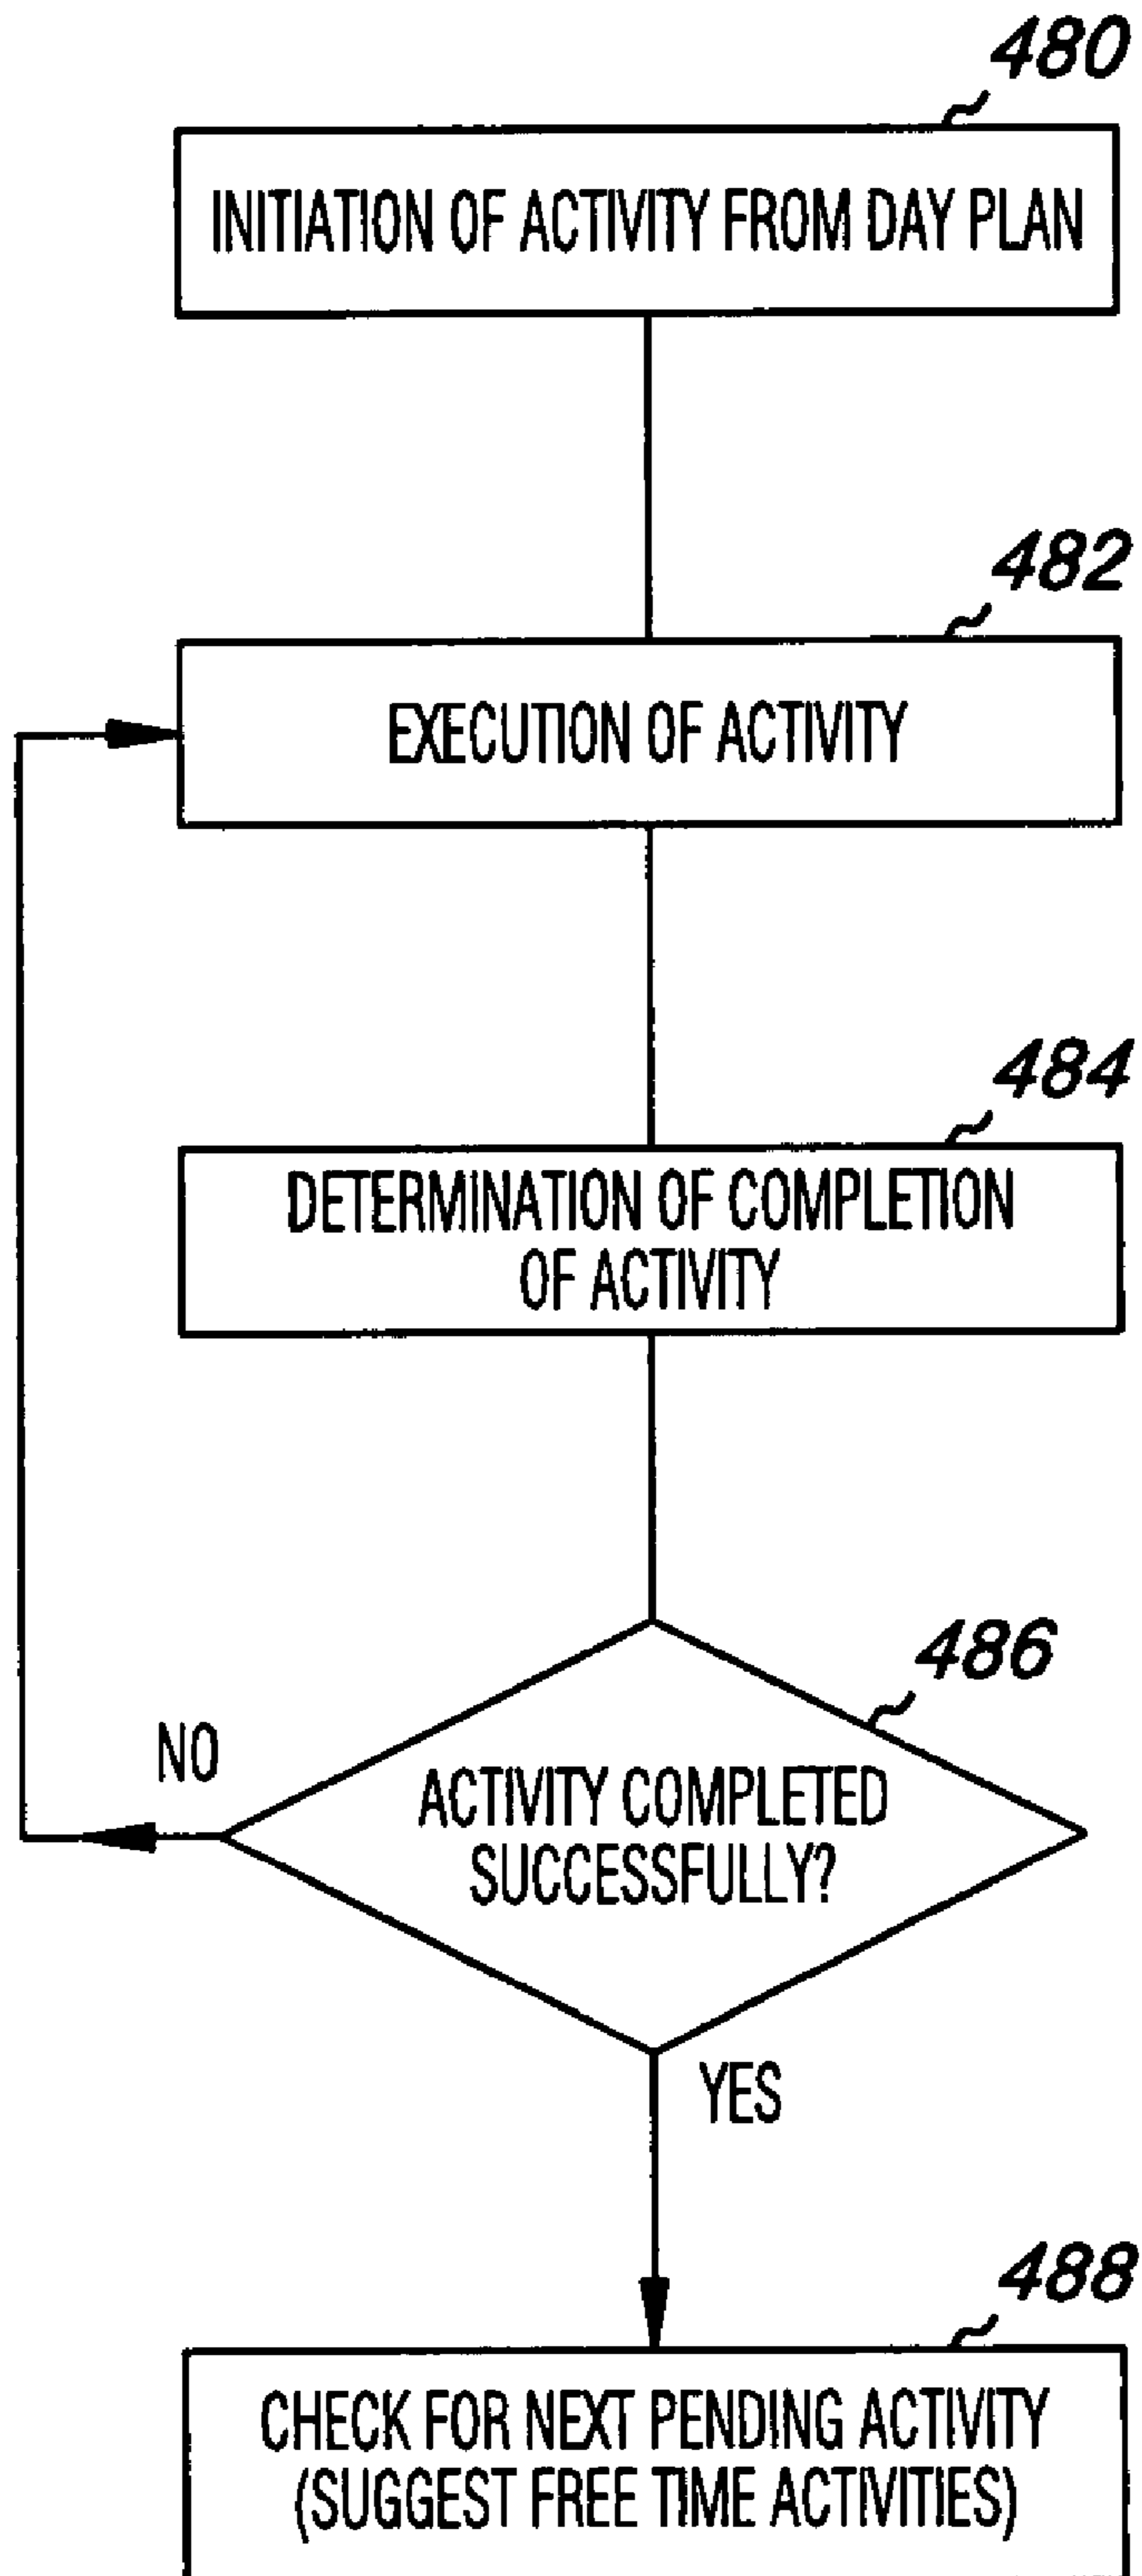 480
INITIATION OF ACTIVITY FROM DAY PLAN
482
EXECUTION OF ACTIVITY
484
DETERMINATION OF COMPLETION
OF ACTIVITY
486
NO
ACTIVITY COMPLETED
SUCCESSFULLY?
YES
488
CHECK FOR NEXT PENDING ACTIVITY
(SUGGEST FREE TIME ACTIVITIES)